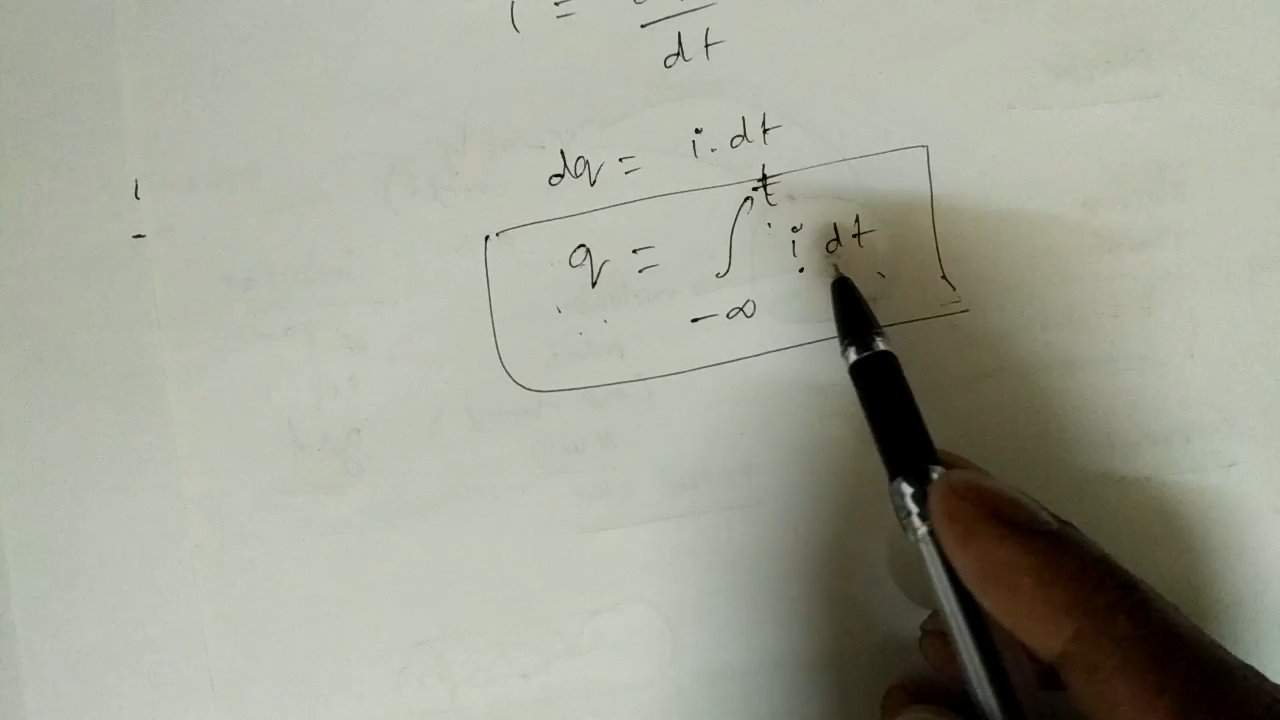 i =
dt
dq = i. dt
q = ∫ t -∞ i dt